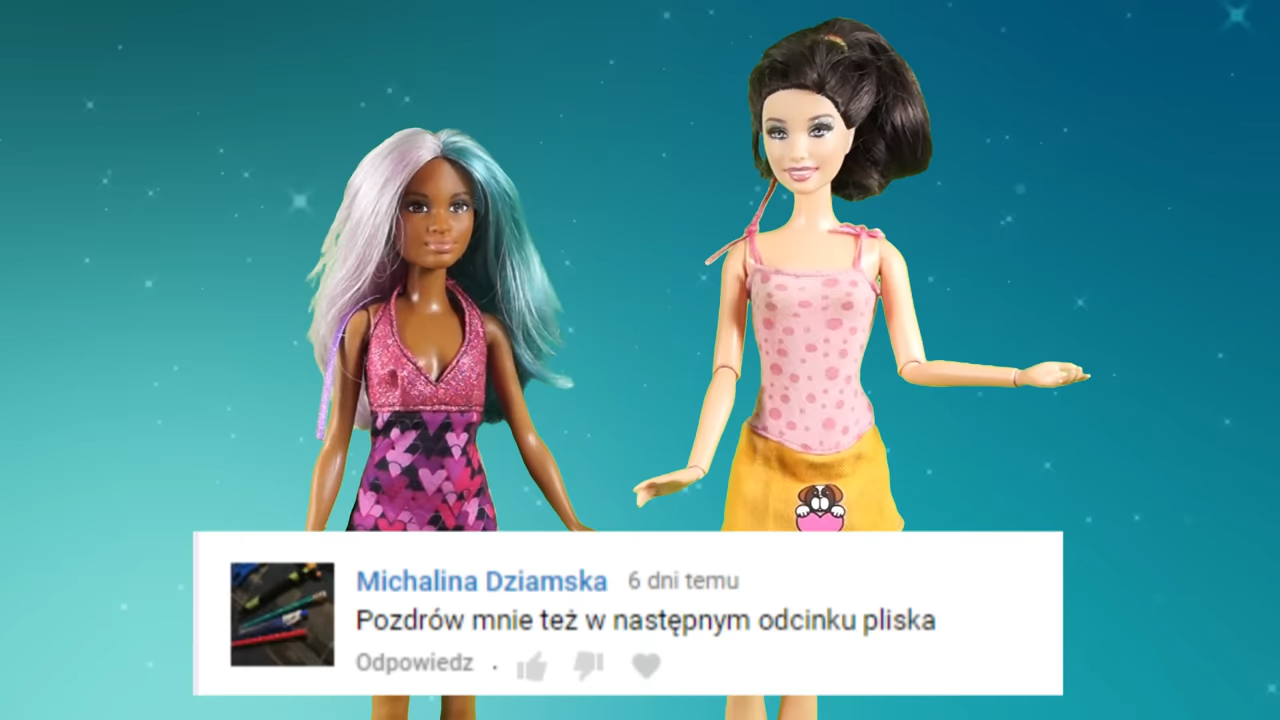 Michalina Dziamska 6 dni temu
Pozdrów mnie też w następnym odcinku pliska
Odpowiedz